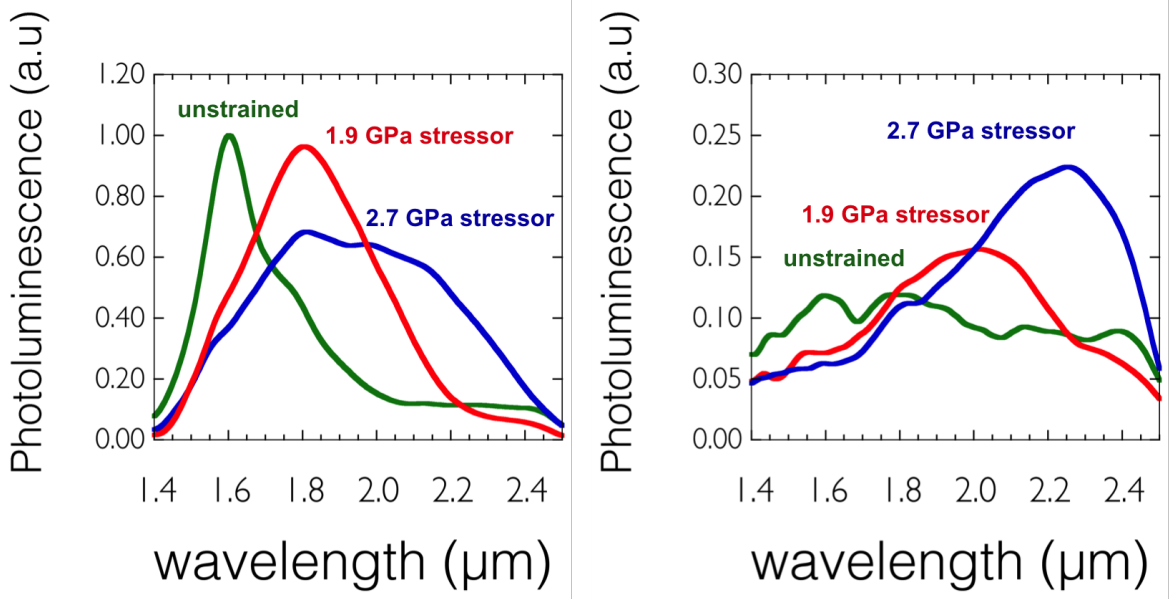 Photoluminescence (a.u)
1.20
1.00
0.80
0.60
0.40
0.20
0.00
unstrained
1.9 GPa stressor
2.7 GPa stressor
1.4 1.6 1.8 2.0 2.2 2.4
wavelength (μm)
Photoluminescence (a.u)
0.30
0.25
0.20
0.15
0.10
0.05
0.00
2.7 GPa stressor
1.9 GPa stressor
unstrained
1.4 1.6 1.8 2.0 2.2 2.4
wavelength (μm)